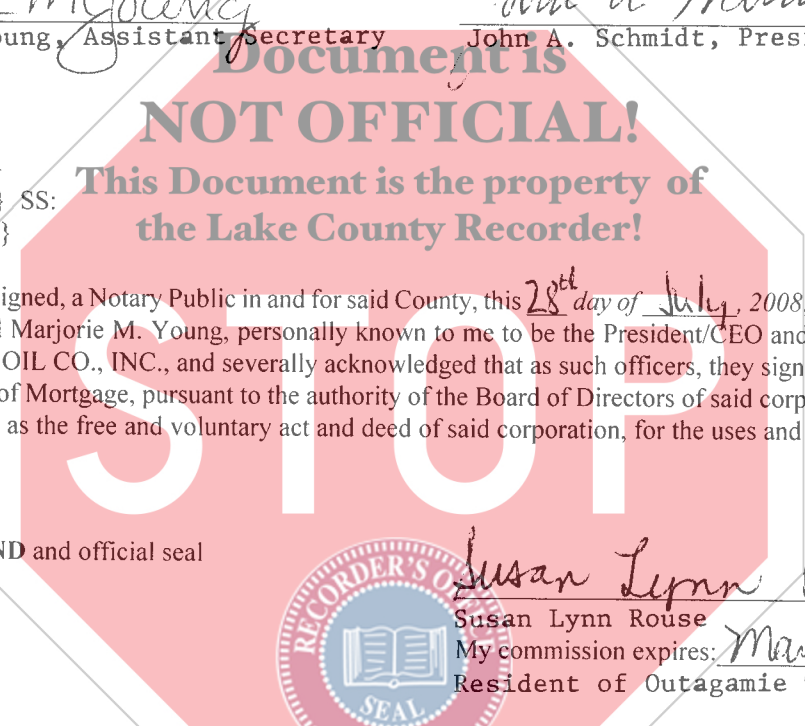 oung, Assistant Secretary John A. Schmidt, Presi
Document is
NOT OFFICIAL!
This Document is the property of
the Lake County Recorder!
} SS:
}
igned, a Notary Public in and for said County, this 28th day of July, 2008,
Marjorie M. Young, personally known to me to be the President/CEO and
OIL CO., INC., and severally acknowledged that as such officers, they sign
of Mortgage, pursuant to the authority of the Board of Directors of said corp
as the free and voluntary act and deed of said corporation, for the uses and
STOP
ND and official seal
Susan Lynn
Susan Lynn Rouse
My commission expires: Mar
Resident of Outagamie
RECORDER'S OFFICE
SEAL